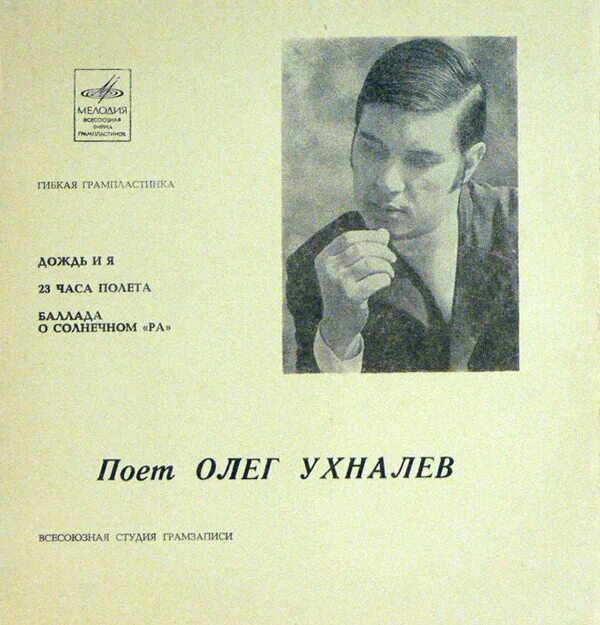 МЕЛОДИЯ
ВСЕСОЮЗНАЯ
ФИРМА
ГРАМПЛАСТИНОК
ГИБКАЯ ГРАМПЛАСТИНКА
ДОЖДЬ И Я
23 ЧАСА ПОЛЕТА
БАЛЛАДА
О СОЛНЕЧНОМ «РА»
Поет ОЛЕГ УХНАЛЕВ
ВСЕСОЮЗНАЯ СТУДИЯ ГРАМЗАПИСИ